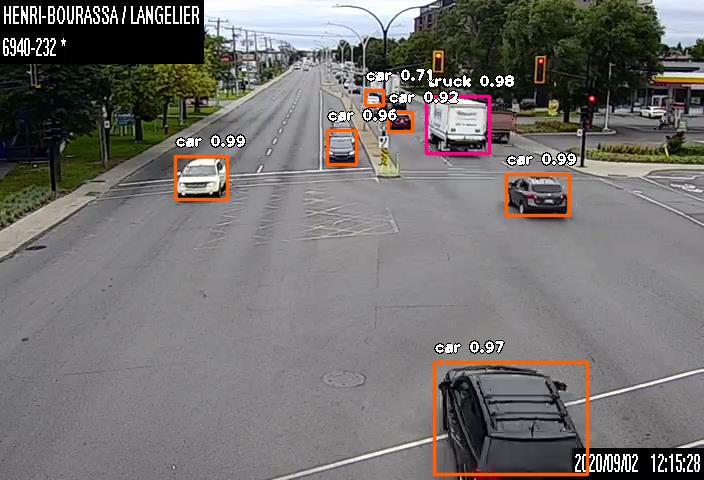 HENRI-BOURASSA / LANGELIER
6940-232 *
car 0.71
truck 0.98
car 0.92
car 0.96
car 0.99
car 0.99
car 0.97
2020/09/02 12:15:28